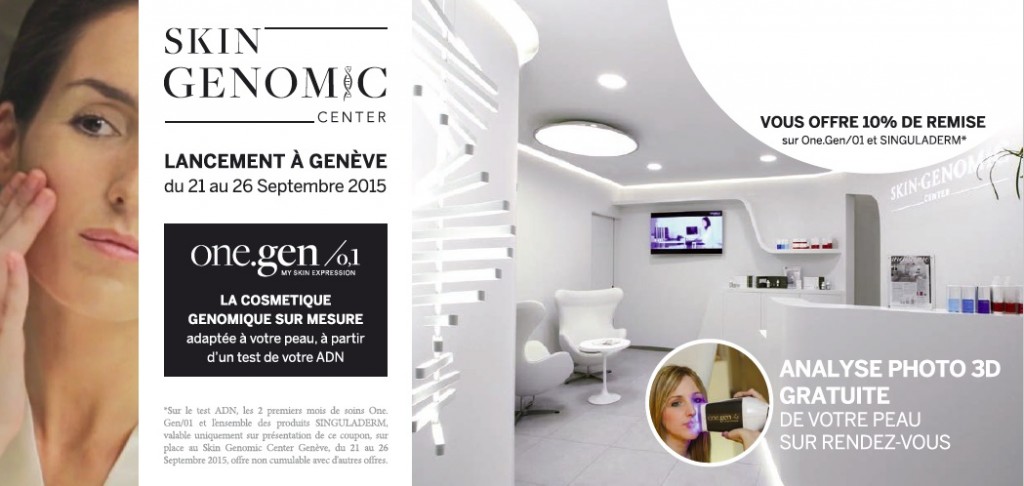 SKIN
GENOMIC
CENTER
LANCEMENT À GENÈVE
du 21 au 26 Septembre 2015
one.gen/0,1
MY SKIN EXPRESSION
LA COSMETIQUE
GENOMIQUE SUR MESURE
adaptée à votre peau, à partir
d'un test de votre ADN
*Sur le test ADN, les 2 premiers mois de soins One.
Gen/01 et l'ensemble des produits SINGULADERM,
valable uniquement sur présentation de ce coupon, sur
place au Skin Genomic Center Genève, du 21 au 26
Septembre 2015, offre non cumulable avec d'autres offres.
VOUS OFFRE 10% DE REMISE
sur One.Gen/01 et SINGULADERM*
SKIN·GENOMIC
CENTER
one.gen
ANALYSE PHOTO 3D
GRATUITE
DE VOTRE PEAU
SUR RENDEZ-VOUS